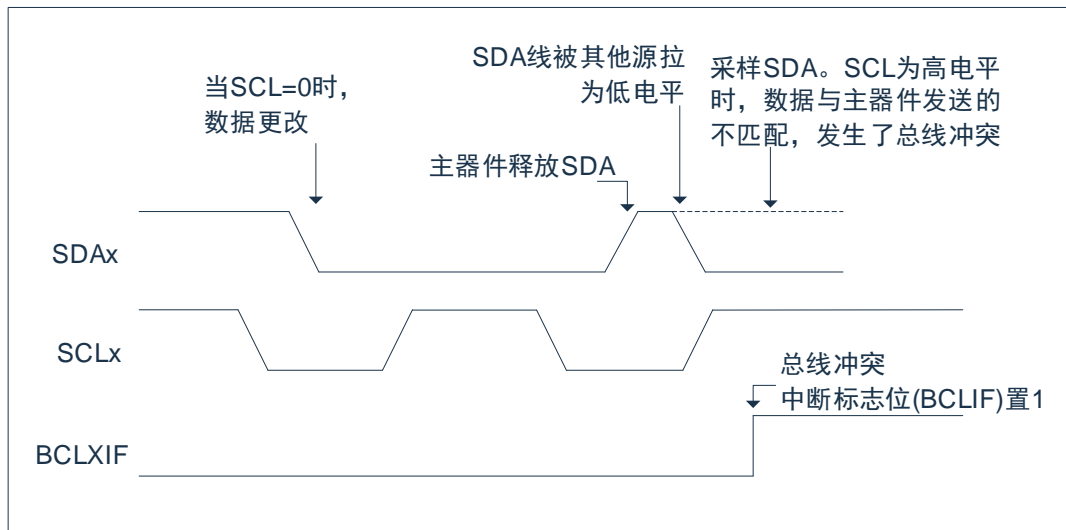 当SCL=0时，
数据更改
SDA线被其他源拉
为低电平
采样SDA。SCL为高电平
时，数据与主器件发送的
不匹配，发生了总线冲突
主器件释放SDA
SDAx
SCLx
总线冲突
中断标志位(BCLIF)置1
BCLXIF